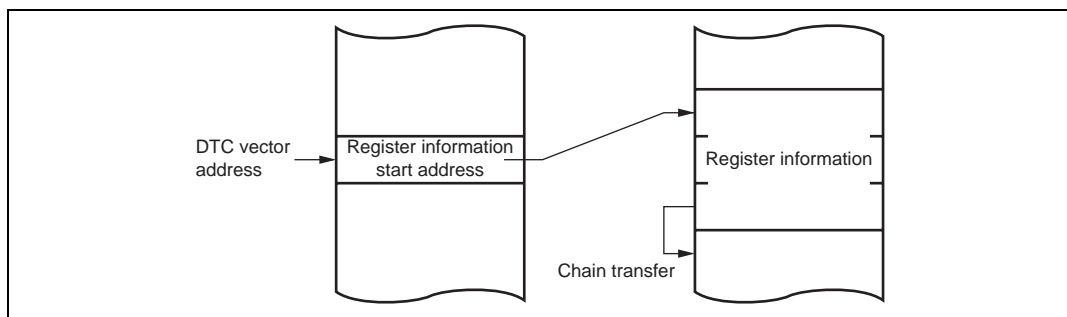 DTC vector
address
Register information
start address
Register information
Chain transfer